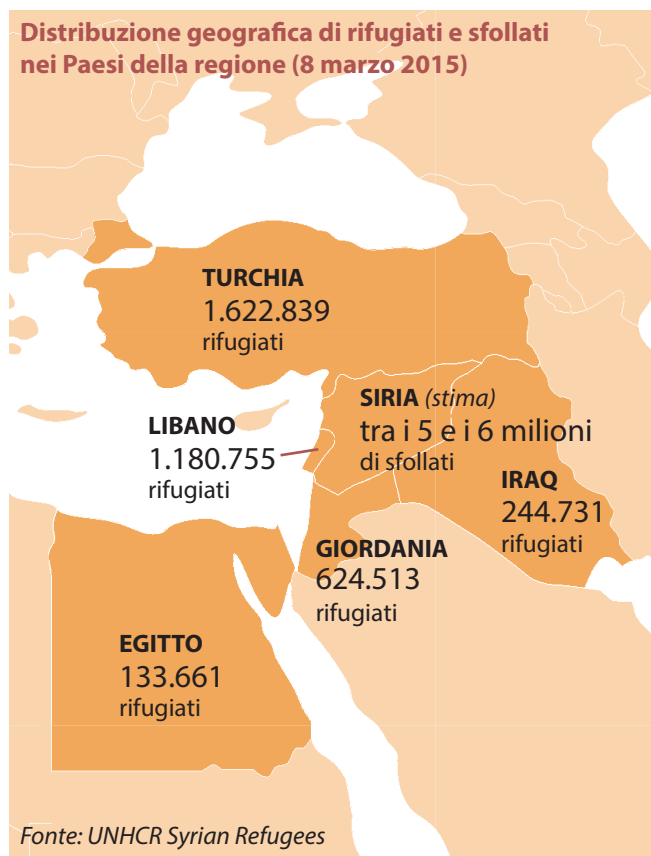 Distribuzione geografica di rifugiati e sfollati
nei Paesi della regione (8 marzo 2015)
TURCHIA
1.622.839
rifugiati
SIRIA (stima)
tra i 5 e i 6 milioni
di sfollati
LIBANO
1.180.755
rifugiati
IRAQ
244.731
rifugiati
GIORDANIA
624.513
rifugiati
EGITTO
133.661
rifugiati
Fonte: UNHCR Syrian Refugees